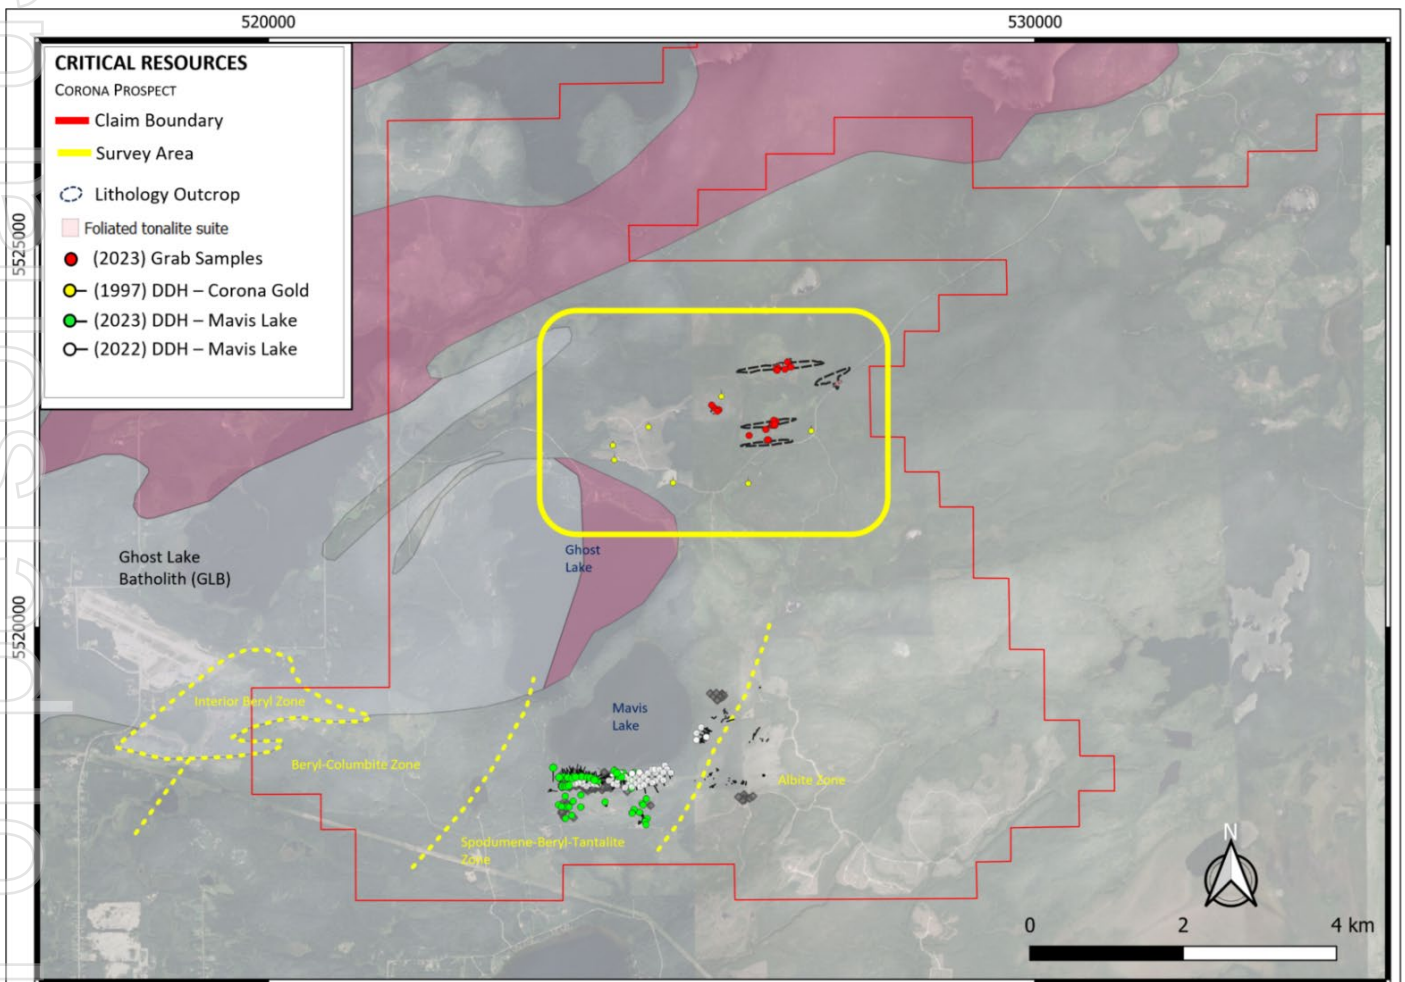 520000
530000
CRITICAL RESOURCES
CORONA PROSPECT
Claim Boundary
Survey Area
Lithology Outcrop
Foliated tonalite suite
(2023) Grab Samples
(1997) DDH – Corona Gold
(2023) DDH – Mavis Lake
(2022) DDH – Mavis Lake
5525000
5520000
Ghost Lake
Batholith (GLB)
Ghost
Lake
Interior Beryl Zone
Mavis
Lake
Beryl-Columbite Zone
Albite Zone
Spodumene-Beryl-Tantalite
Zone
N
0 2 4 km